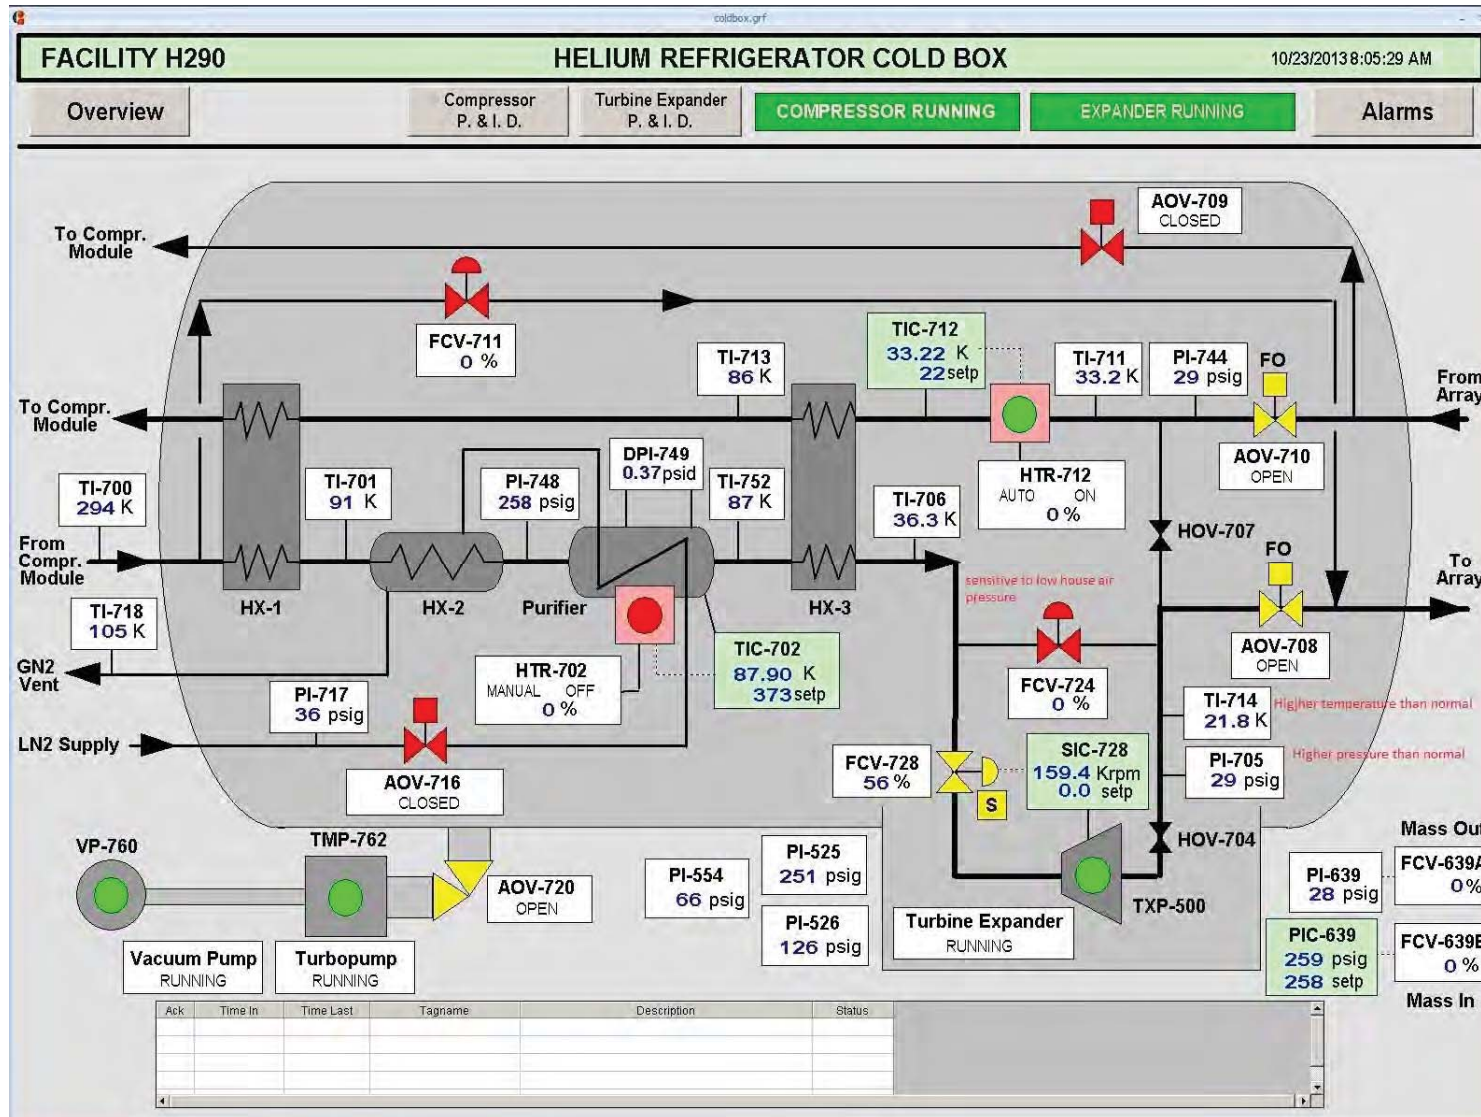 coldbox.grf
FACILITY H290
HELIUM REFRIGERATOR COLD BOX
10/23/2013 8:05:29 AM
Overview
Compressor
P. & I. D.
Turbine Expander
P. & I. D.
COMPRESSOR RUNNING
EXPANDER RUNNING
Alarms
AOV-709
CLOSED
To Compr.
Module
FCV-711
0 %
TI-713
86 K
TIC-712
33.22 K
22 setp
TI-711
33.2 K
PI-744
29 psig
FO
From
Array
To Compr.
Module
AOV-710
OPEN
TI-700
294 K
TI-701
91 K
PI-748
258 psig
DPI-749
0.37 psid
TI-752
87 K
TI-706
36.3 K
HTR-712
AUTO ON
0 %
HOV-707
From
Compr.
Module
HX-1
HX-2
Purifier
HX-3
sensitive to low house air
pressure
FO
To
Array
TI-718
105 K
GN2
Vent
HTR-702
MANUAL OFF
0 %
TIC-702
87.90 K
373 setp
FCV-724
0 %
AOV-708
OPEN
PI-717
36 psig
TI-714
21.8 K
Higjher temperature than normal
LN2 Supply
AOV-716
CLOSED
FCV-728
56 %
S
SIC-728
159.4 Krpm
0.0 setp
PI-705
29 psig
Higher pressure than normal
VP-760
TMP-762
AOV-720
OPEN
PI-554
66 psig
PI-525
251 psig
PI-526
126 psig
HOV-704
TXP-500
Turbine Expander
RUNNING
Mass Out
PI-639
28 psig
FCV-639A
0%
PIC-639
259 psig
258 setp
FCV-639B
0 %
Mass In
Vacuum Pump
RUNNING
Turbopump
RUNNING
Ack Time In Time Last Tagname Description Status